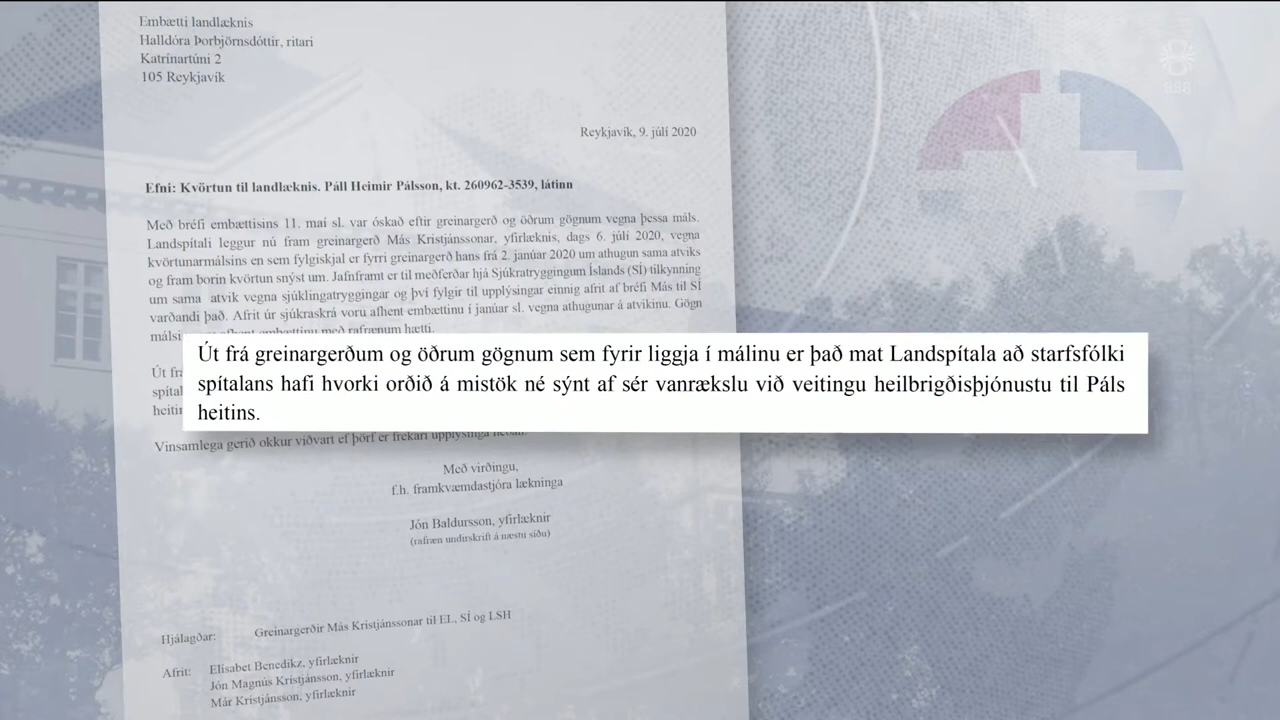 Embætti landlæknis
Halldóra Þorbjörnsdóttir, ritari
Katrínartúni 2
105 Reykjavík
888
Reykjavík, 9. júlí 2020
Efni: Kvörtun til landlæknis. Páll Heimir Pálsson, kt. 260962-3539, látinn
Með bréfi embættisins 11. maí sl. var óskað eftir greinargerð og öðrum gögnum vegna þessa máls.
Landspítali leggur nú fram greinargerð Más Kristjánssonar, yfirlæknis, dags 6. júlí 2020, vegna
kvörtunarmálsins en sem fylgiskjal er fyrri greinargerð hans frá 2. janúar 2020 um athugun sama atviks
og fram borin kvörtun snýst um. Jafnframt er til meðferðar hjá Sjúkratryggingum Íslands (SÍ) tilkynning
um sama atvik vegna sjúklingatryggingar og því fylgir til upplýsingar einnig afrit af bréfi Más til SÍ
varðandi það. Afrit úr sjúkraskrá voru afhent embættinu í janúar sl. vegna athugunar á atvikinu. Gögn
afhent embættinu með rafrænum hætti.
Út frá greinargerðum og öðrum gögnum sem fyrir liggja í málinu er það mat Landspítala að starfsfólki
spítalans hafi hvorki orðið á mistök né sýnt af sér vanrækslu við veitingu heilbrigðisþjónustu til Páls
heitins.
Vinsamlega gerið okkur viðvart ef þörf er frekari upplýsinga
Með virðingu,
f.h. framkvæmdastjóra lækninga
Jón Baldursson, yfirlæknir
(rafræn undirskrift á næstu síðu)
Hjálagðar: Greinargerðir Más Kristjánssonar til EL, SÍ og LSH
Afrit: Elísabet Benedikz, yfirlæknir
Jón Magnús Kristjánsson, yfirlæknir
Már Kristjánsson, yfirlæknir